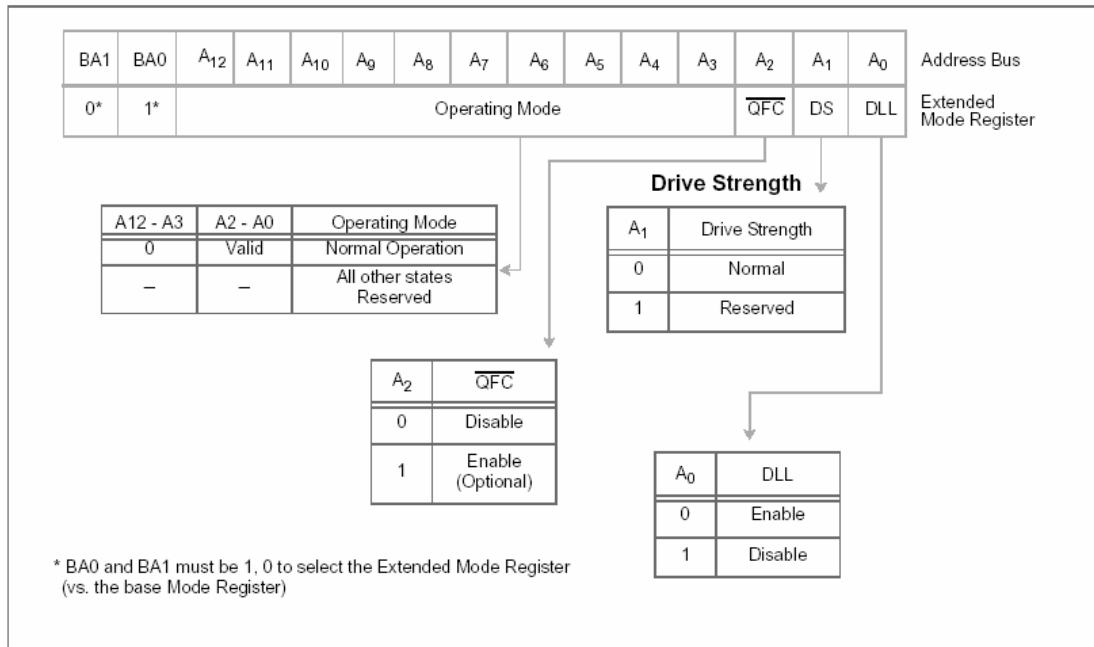 BA1 BA0 A12 A11 A10 A9 A8 A7 A6 A5 A4 A3 A2 A1 A0 Address Bus
0* 1* Operating Mode Q̅F̅C̅ DS DLL Extended
Mode Register
Drive Strength
A12 - A3 A2 - A0 Operating Mode
0 Valid Normal Operation
– – All other states
Reserved
A1 Drive Strength
0 Normal
1 Reserved
A2 Q̅F̅C̅
0 Disable
1 Enable
(Optional)
A0 DLL
0 Enable
1 Disable
* BA0 and BA1 must be 1, 0 to select the Extended Mode Register
(vs. the base Mode Register)